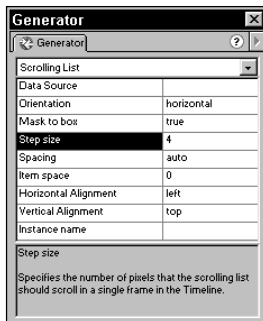 Generator
Generator
Scrolling List
Data Source
Orientation horizontal
Mask to box true
Step size 4
Spacing auto
Item space 0
Horizontal Alignment left
Vertical Alignment top
Instance name
Step size
Specifies the number of pixels that the scrolling list
should scroll in a single frame in the Timeline.